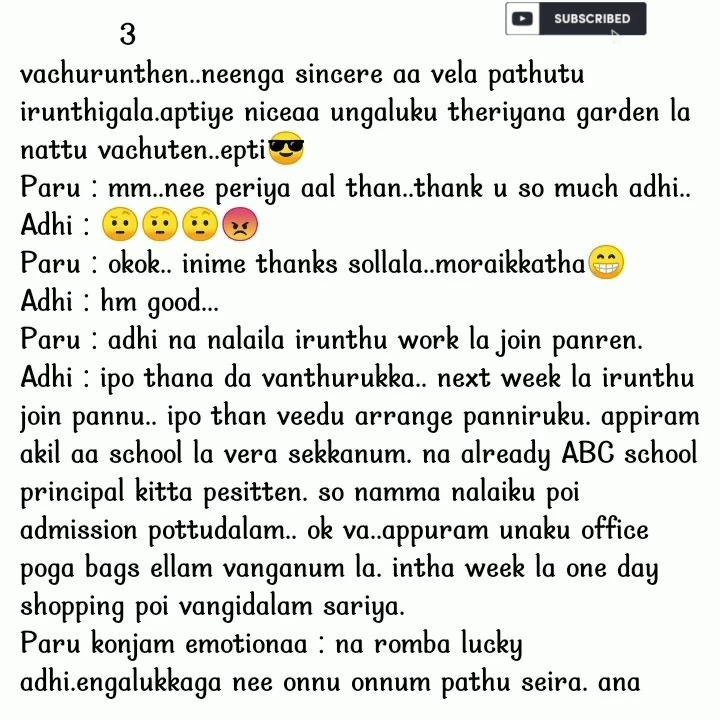 SUBSCRIBED
3
vachurunthen..neenga sincere aa vela pathutu
irunthigala.aptiye niceaa ungaluku theriyana garden la
nattu vachuten..epti😎
Paru : mm..nee periya aal than..thank u so much adhi..
Adhi : 🤨🤨🤨😡
Paru : okok.. inime thanks sollala..moraikkatha😁
Adhi : hm good...
Paru : adhi na nalaila irunthu work la join panren.
Adhi : ipo thana da vanthurukka.. next week la irunthu
join pannu.. ipo than veedu arrange panniruku. appiram
akil aa school la vera sekkanum. na already ABC school
principal kitta pesitten. so namma nalaiku poi
admission pottudalam.. ok va..appuram unaku office
poga bags ellam vanganum la. intha week la one day
shopping poi vangidalam sariya.
Paru konjam emotionaa : na romba lucky
adhi.engalukkaga nee onnu onnum pathu seira. ana